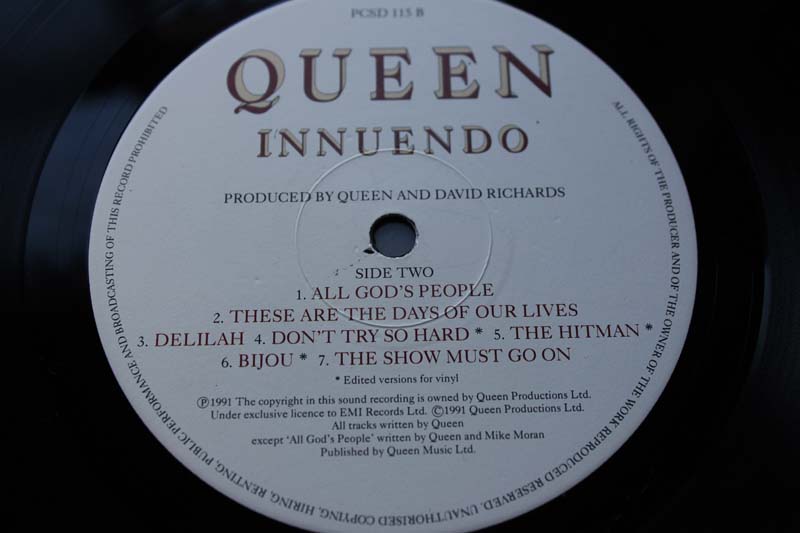 PCSD 115 B
QUEEN
INNUENDO
PRODUCED BY QUEEN AND DAVID RICHARDS
SIDE TWO
1. ALL GOD'S PEOPLE
2. THESE ARE THE DAYS OF OUR LIVES
3. DELILAH 4. DON'T TRY SO HARD * 5. THE HITMAN *
6. BIJOU * 7. THE SHOW MUST GO ON
* Edited versions for vinyl
Ⓟ1991 The copyright in this sound recording is owned by Queen Productions Ltd.
Under exclusive licence to EMI Records Ltd. ©1991 Queen Productions Ltd.
All tracks written by Queen
except 'All God's People' written by Queen and Mike Moran
Published by Queen Music Ltd.
ALL RIGHTS OF THE PRODUCER AND OF THE OWNER OF THE WORK REPRODUCED RESERVED. UNAUTHORISED COPYING, HIRING, RENTING, PUBLIC PERFORMANCE AND BROADCASTING OF THIS RECORD PROHIBITED